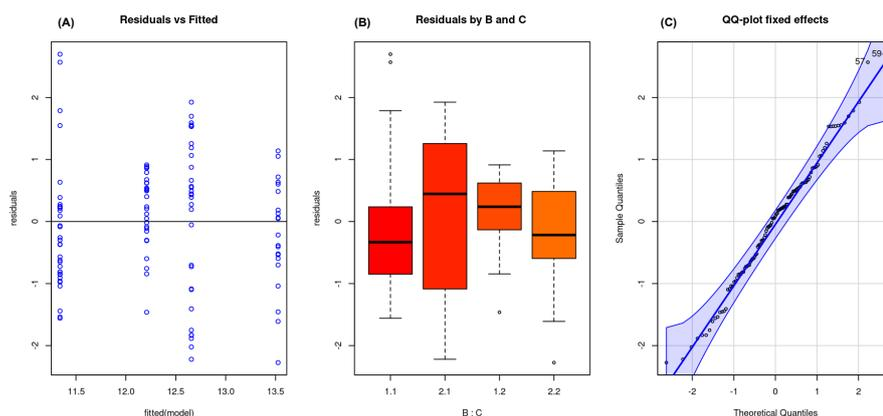 (A) Residuals vs Fitted
residuals
2
1
0
-1
-2
11.5 12.0 12.5 13.0 13.5
fitted(model)
(B) Residuals by B and C
residuals
2
1
0
-1
-2
1.1 2.1 1.2 2.2
B : C
(C) QQ-plot fixed effects
Sample Quantiles
2
1
0
-1
-2
57
59
-2 -1 0 1 2
Theoretical Quantiles